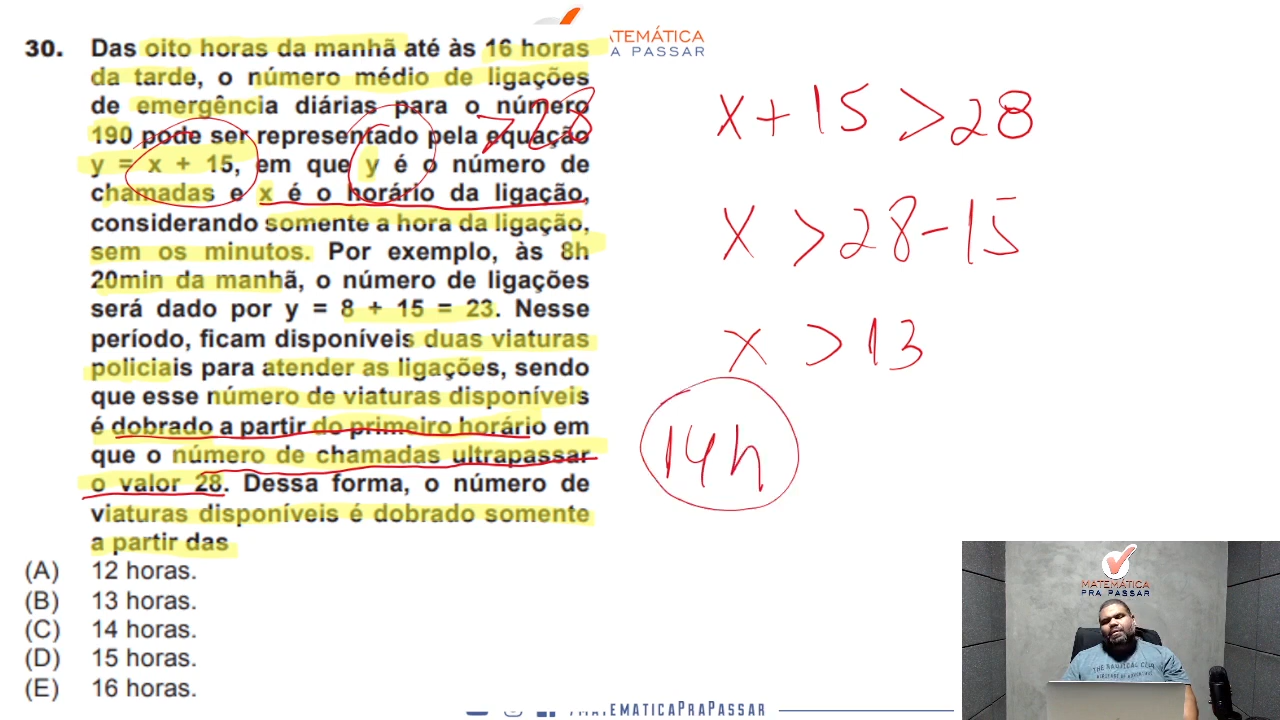 ATEMÁTICA
A PASSAR
30. Das oito horas da manhã até às 16 horas
da tarde, o número médio de ligações
de emergência diárias para o número
190 pode ser representado pela equação
y = x + 15, em que y é o número de
chamadas e x é o horário da ligação,
considerando somente a hora da ligação,
sem os minutos. Por exemplo, às 8h
20min da manhã, o número de ligações
será dado por y = 8 + 15 = 23. Nesse
período, ficam disponíveis duas viaturas
policiais para atender as ligações, sendo
que esse número de viaturas disponíveis
é dobrado a partir do primeiro horário em
que o número de chamadas ultrapassar
o valor 28. Dessa forma, o número de
viaturas disponíveis é dobrado somente
a partir das
(A) 12 horas.
(B) 13 horas.
(C) 14 horas.
(D) 15 horas.
(E) 16 horas.
> 28
x + 15 > 28
x > 28 - 15
x > 13
14h
MATEMÁTICA
PRA PASSAR
THE NAUTICAL CLUB
/MATEMATICAPRAPASSAR